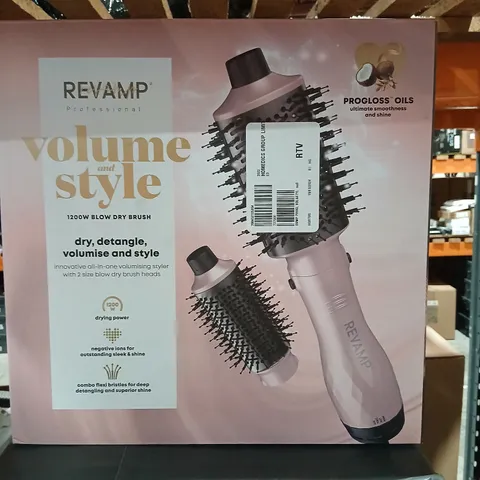 REVAMP
Professional
volume
and
style
1200W BLOW DRY BRUSH
dry, detangle,
volumise and style
innovative all-in-one volumising styler
with 2 size blow dry brush heads
1200
drying power
negative ions for
outstanding sleek & shine
combo flexi bristles for deep
detangling and superior shine
PROGLOSS OILS
ultimate smoothness
and shine
HOMEDICS GROUP
RTV
REVAMP